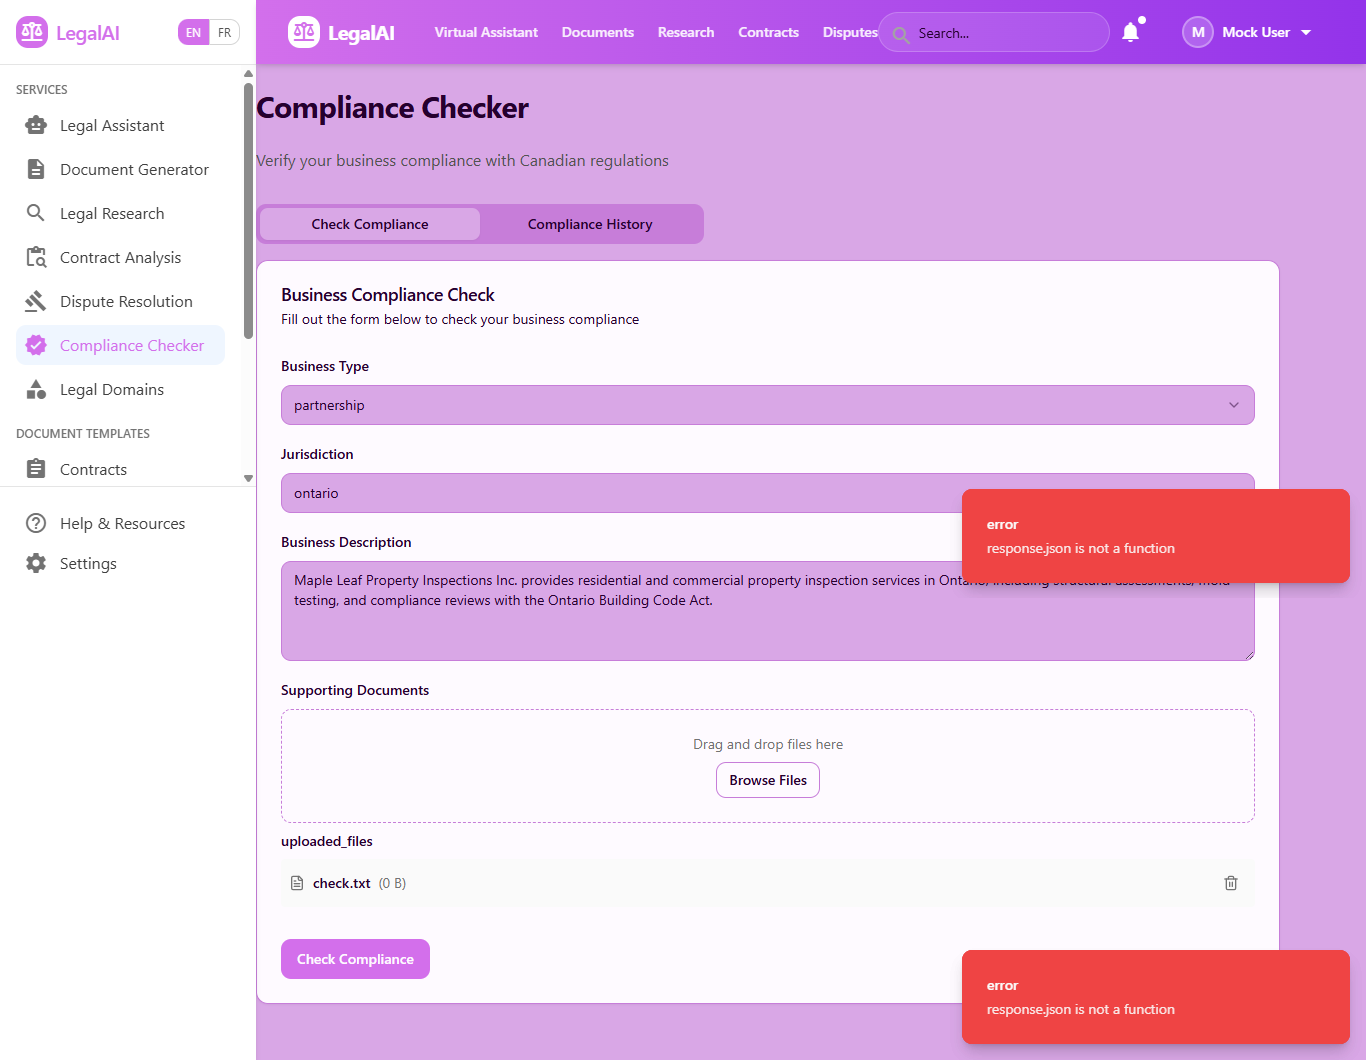 LegalAI
EN FR
LegalAI
Virtual Assistant Documents Research Contracts Disputes
Search...
M Mock User
SERVICES
Legal Assistant
Document Generator
Legal Research
Contract Analysis
Dispute Resolution
Compliance Checker
Legal Domains
DOCUMENT TEMPLATES
Contracts
Help & Resources
Settings
Compliance Checker
Verify your business compliance with Canadian regulations
Check Compliance Compliance History
Business Compliance Check
Fill out the form below to check your business compliance
Business Type
partnership
Jurisdiction
ontario
Business Description
Maple Leaf Property Inspections Inc. provides residential and commercial property inspection services in Ontario, including structural assessments, mold
testing, and compliance reviews with the Ontario Building Code Act.
Supporting Documents
Drag and drop files here
Browse Files
uploaded_files
check.txt (0 B)
Check Compliance
error
response.json is not a function
error
response.json is not a function